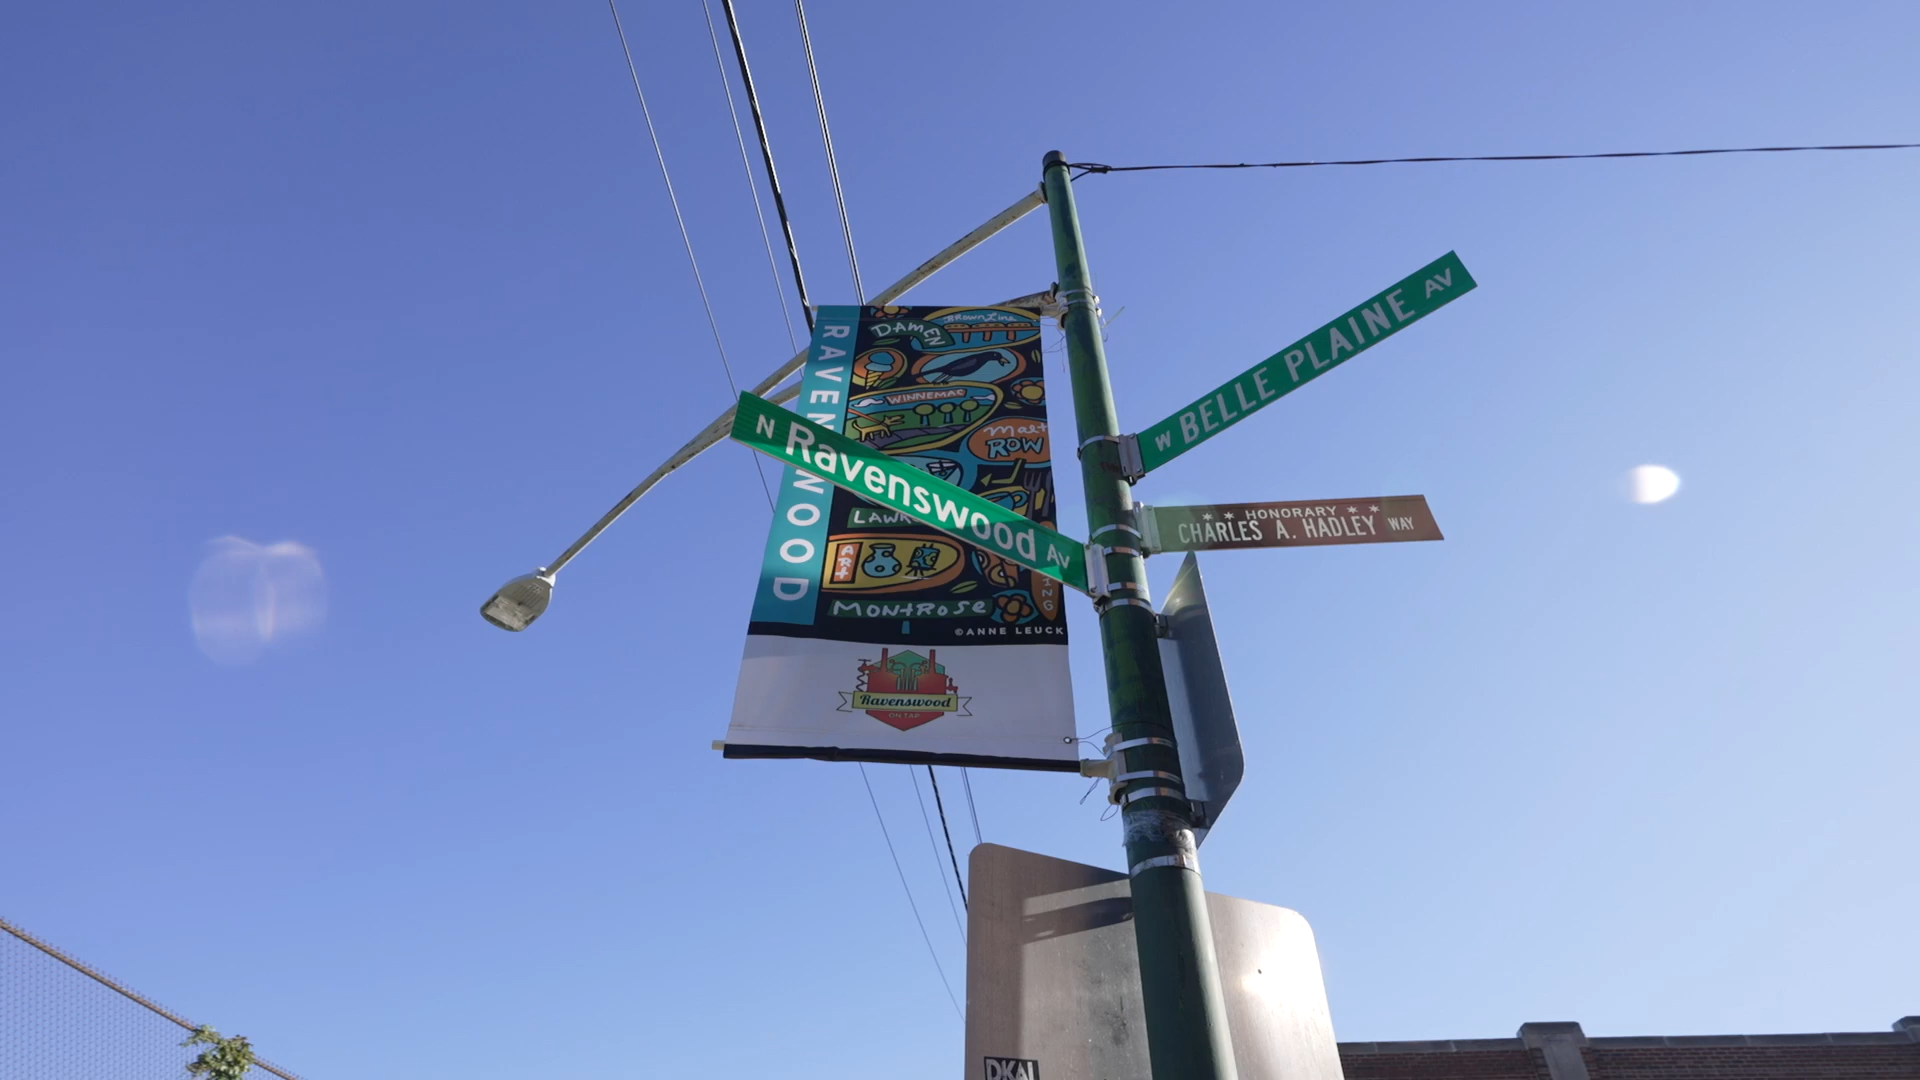 RAVENSWOOD
DAMEN
BROWN Line
WINNEMAC
malt
ROW
LAWR
ART
MONTROSE
ING
©ANNE LEUCK
Ravenswood
ON TAP
N Ravenswood AV
W BELLE PLAINE AV
HONORARY
CHARLES A. HADLEY WAY